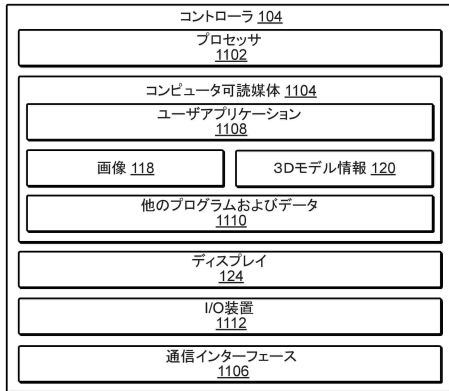 コントローラ 104
プロセッサ
1102
コンピュータ可読媒体 1104
ユーザアプリケーション
1108
画像 118
3Dモデル情報 120
他のプログラムおよびデータ
1110
ディスプレイ
124
I/O装置
1112
通信インターフェース
1106